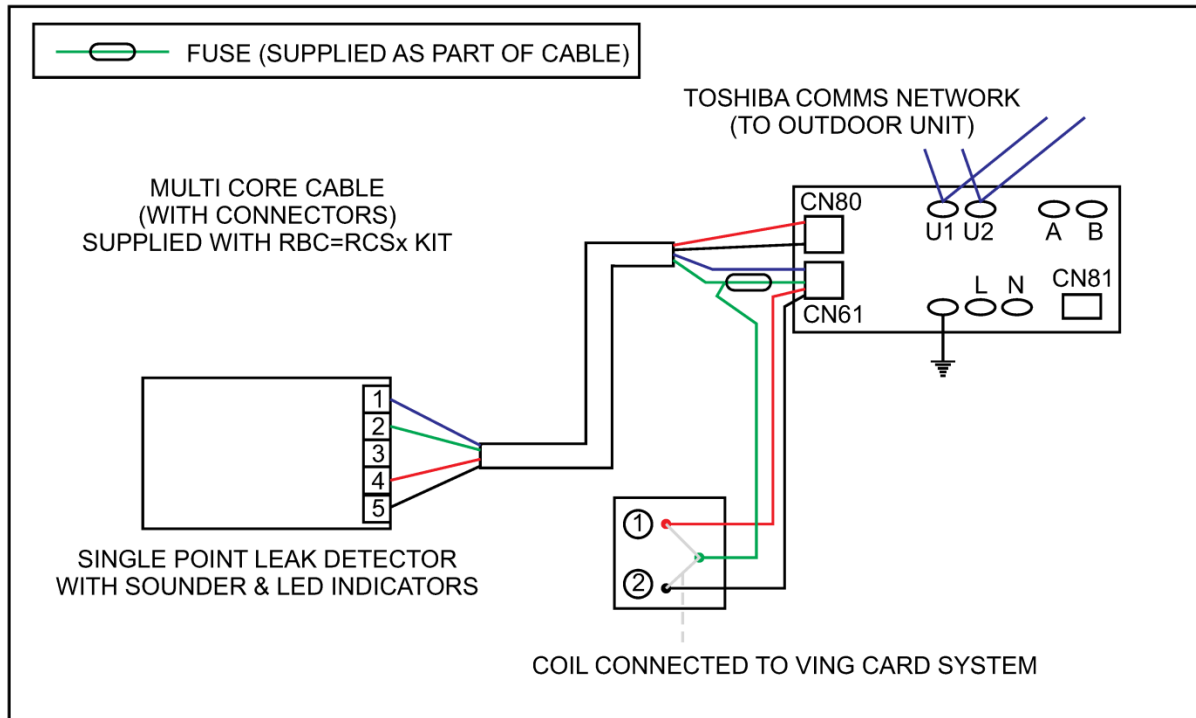 FUSE (SUPPLIED AS PART OF CABLE)
TOSHIBA COMMS NETWORK
(TO OUTDOOR UNIT)
MULTI CORE CABLE
(WITH CONNECTORS)
SUPPLIED WITH RBC=RCSx KIT
CN80
U1 U2 A B
L N CN81
CN61
1
2
3
4
5
SINGLE POINT LEAK DETECTOR
WITH SOUNDER & LED INDICATORS
1
2
COIL CONNECTED TO VING CARD SYSTEM